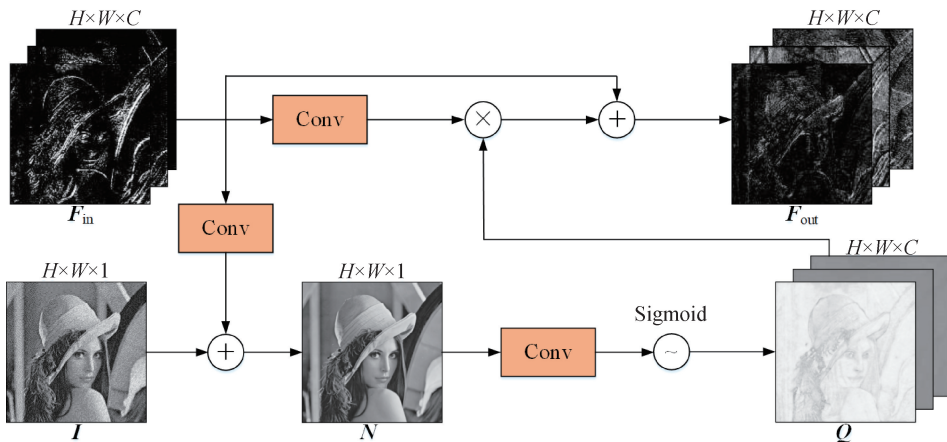 H×W×C
H×W×C
Conv
×
+
F_in
F_out
Conv
H×W×C
H×W×1
H×W×1
Sigmoid
+
Conv
~
I
N
Q